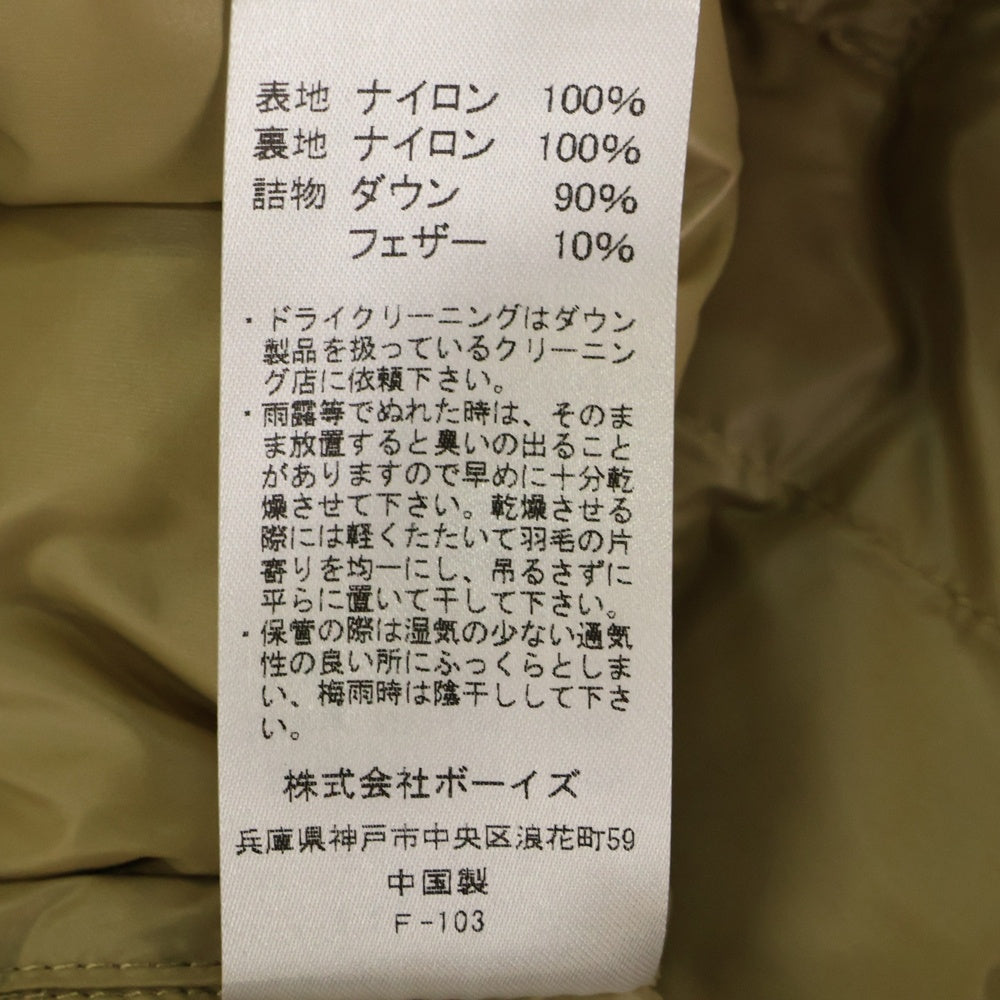 表地 ナイロン 100%
裏地 ナイロン 100%
詰物 ダウン 90%
フェザー 10%
・ドライクリーニングはダウン
製品を扱っているクリーニン
グ店に依頼下さい。
・雨露等でぬれた時は、そのま
ま放置すると臭いの出ること
がありますので早めに十分乾
燥させて下さい。乾燥させる
際には軽くたたいて羽毛の片
寄りを均一にし、吊るさずに
平らに置いて干して下さい。
・保管の際は湿気の少ない通気
性の良い所にふっくらとしま
い、梅雨時は陰干しして下さ
い。
株式会社ボーイズ
兵庫県神戸市中央区浪花町59
中国製
F-103